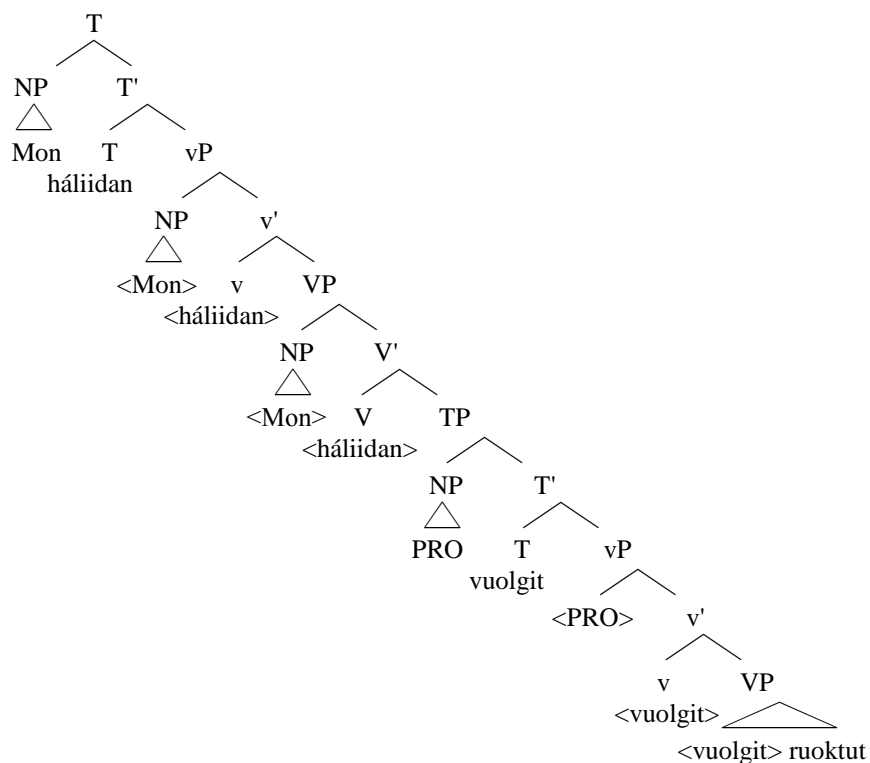 T
NP T'
Mon T vP
háliidan
NP v'
<Mon> v VP
<háliidan>
NP V'
<Mon> V TP
<háliidan>
NP T'
PRO T vP
vuolgit
<PRO> v'
v VP
<vuolgit>
<vuolgit> ruoktut